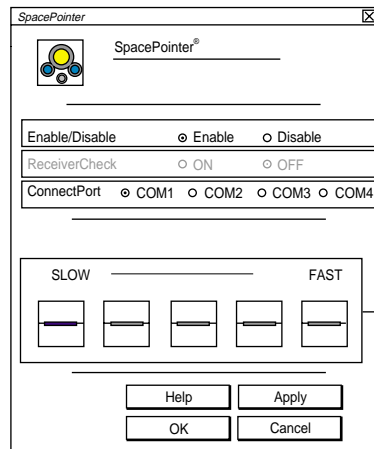 SpacePointer
SpacePointer®
Enable/Disable Enable Disable
ReceiverCheck ON OFF
ConnectPort COM1 COM2 COM3 COM4
SLOW FAST
Help Apply
OK Cancel